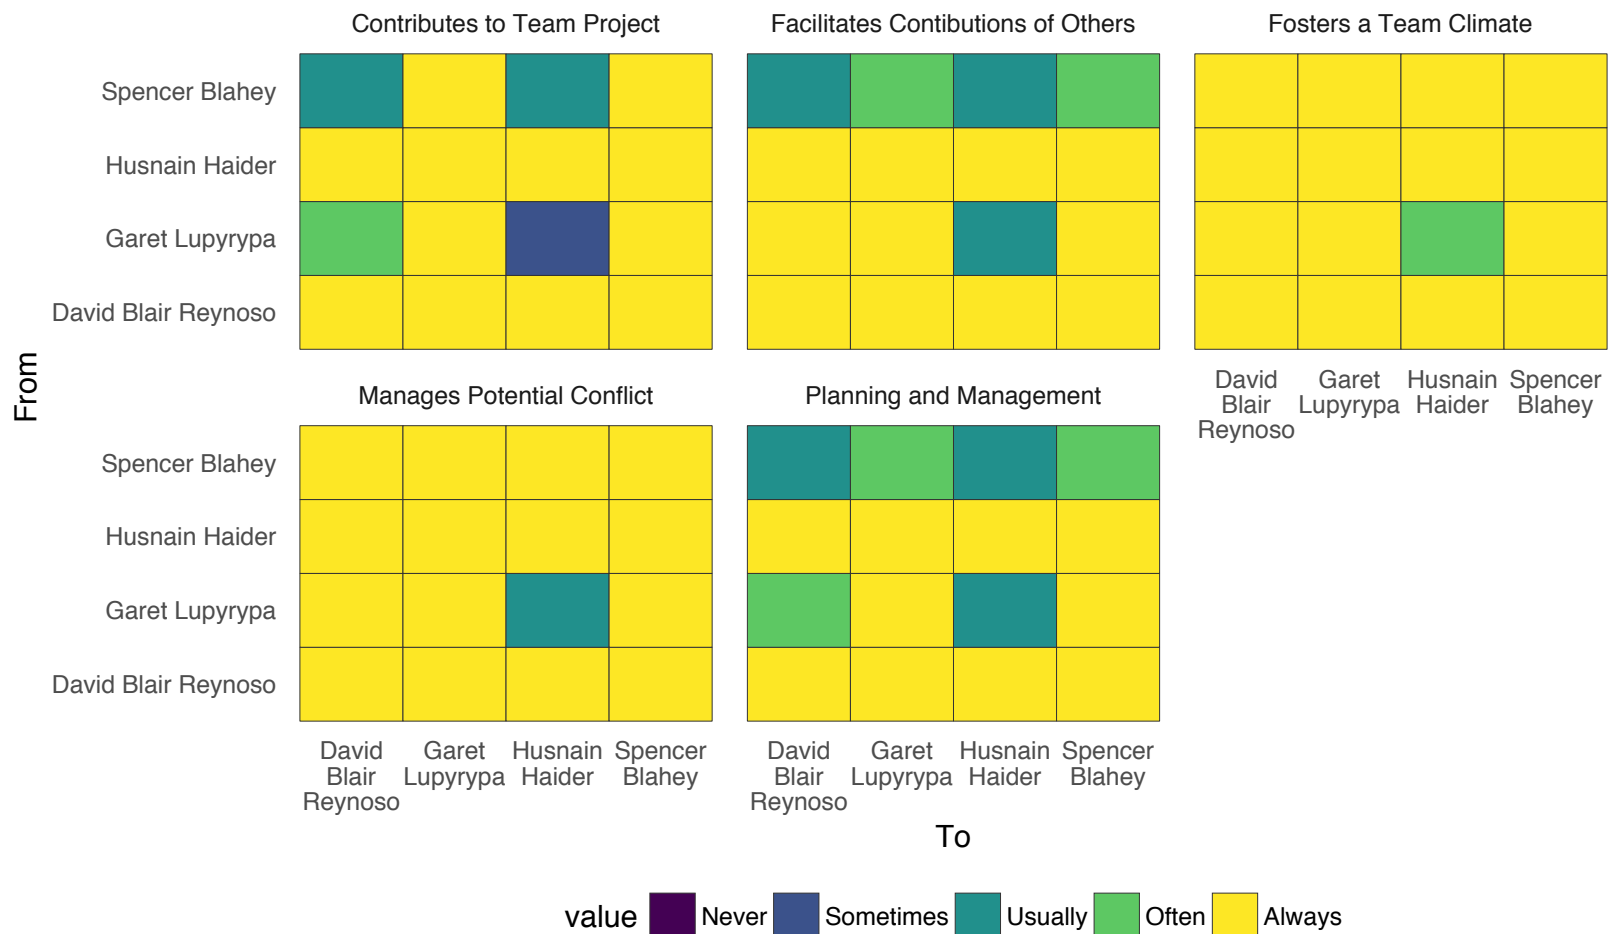 Contributes to Team Project
Facilitates Contibutions of Others
Fosters a Team Climate
Spencer Blahey
Husnain Haider
Garet Lupyrypa
David Blair Reynoso
David Blair Reynoso
Garet Lupyrypa
Husnain Haider
Spencer Blahey
From
Manages Potential Conflict
Planning and Management
Spencer Blahey
Husnain Haider
Garet Lupyrypa
David Blair Reynoso
David Blair Reynoso
Garet Lupyrypa
Husnain Haider
Spencer Blahey
David Blair Reynoso
Garet Lupyrypa
Husnain Haider
Spencer Blahey
To
value Never Sometimes Usually Often Always